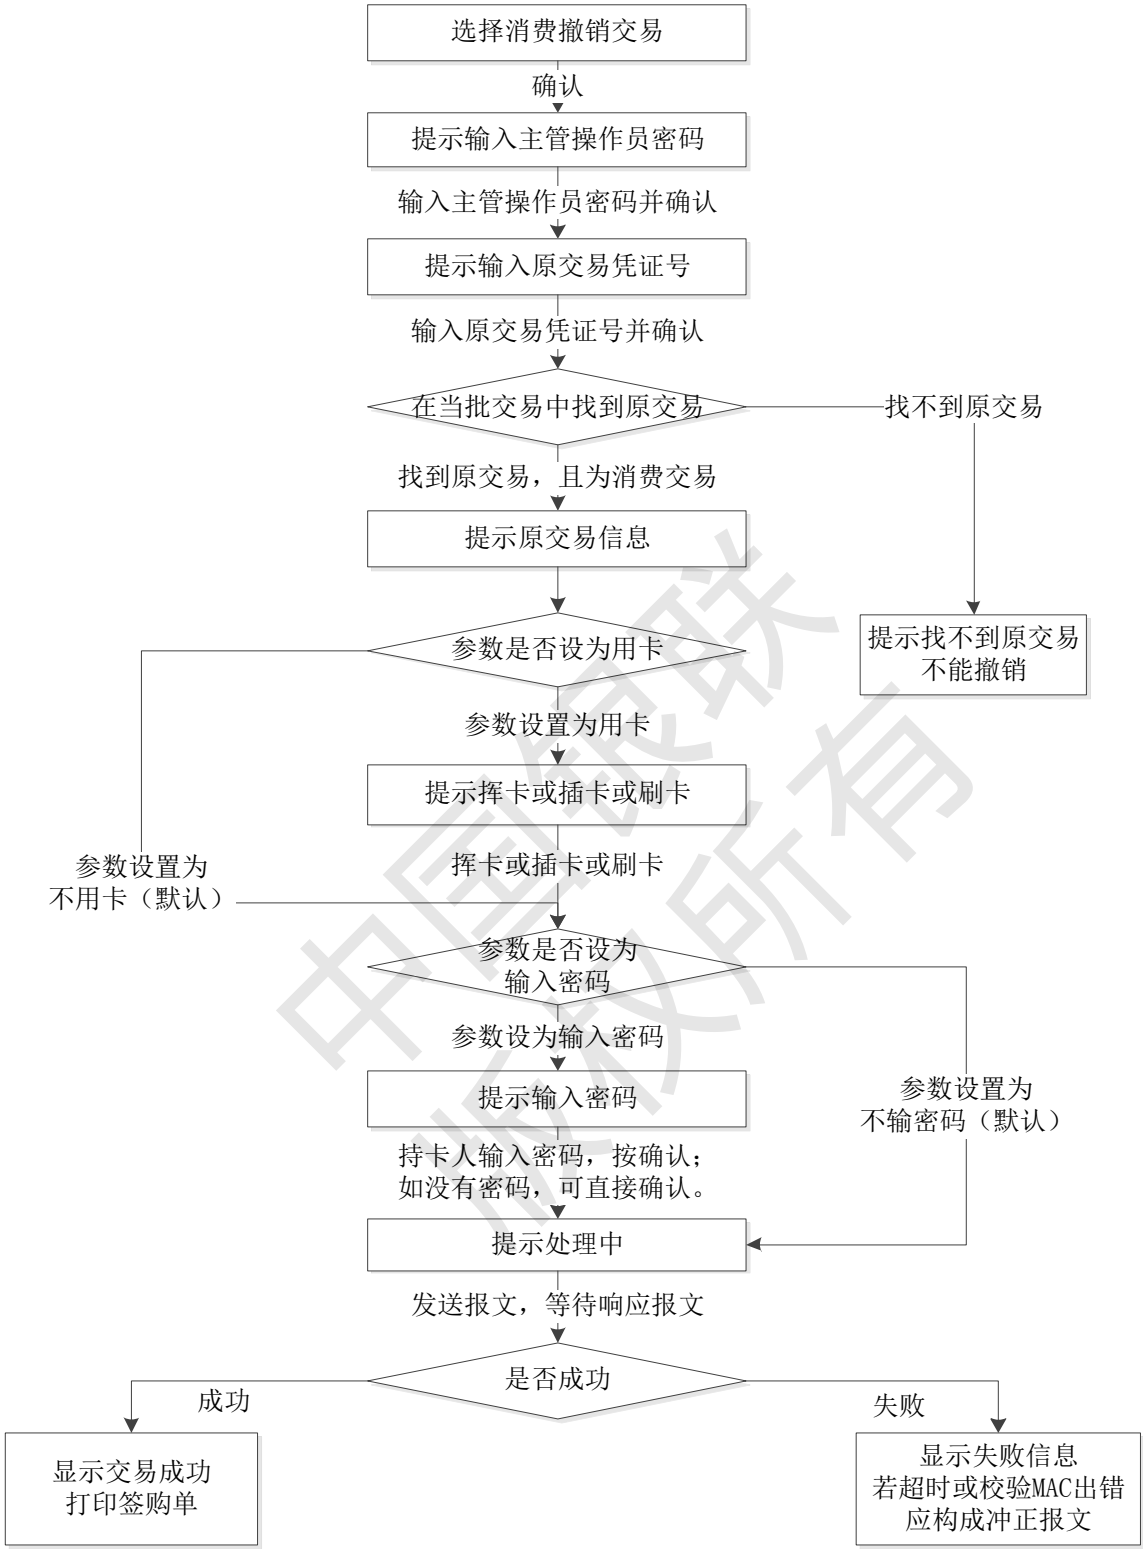 选择消费撤销交易
确认
提示输入主管操作员密码
输入主管操作员密码并确认
提示输入原交易凭证号
输入原交易凭证号并确认
在当批交易中找到原交易
找不到原交易
找到原交易，且为消费交易
提示原交易信息
提示找不到原交易
不能撤销
参数是否设为用卡
参数设置为用卡
提示挥卡或插卡或刷卡
挥卡或插卡或刷卡
参数设置为
不用卡（默认）
参数是否设为
输入密码
参数设为输入密码
提示输入密码
参数设置为
不输密码（默认）
持卡人输入密码，按确认；
如没有密码，可直接确认。
提示处理中
发送报文，等待响应报文
是否成功
成功
失败
显示交易成功
打印签购单
显示失败信息
若超时或校验MAC出错
应构成冲正报文
中国银联
版权所有